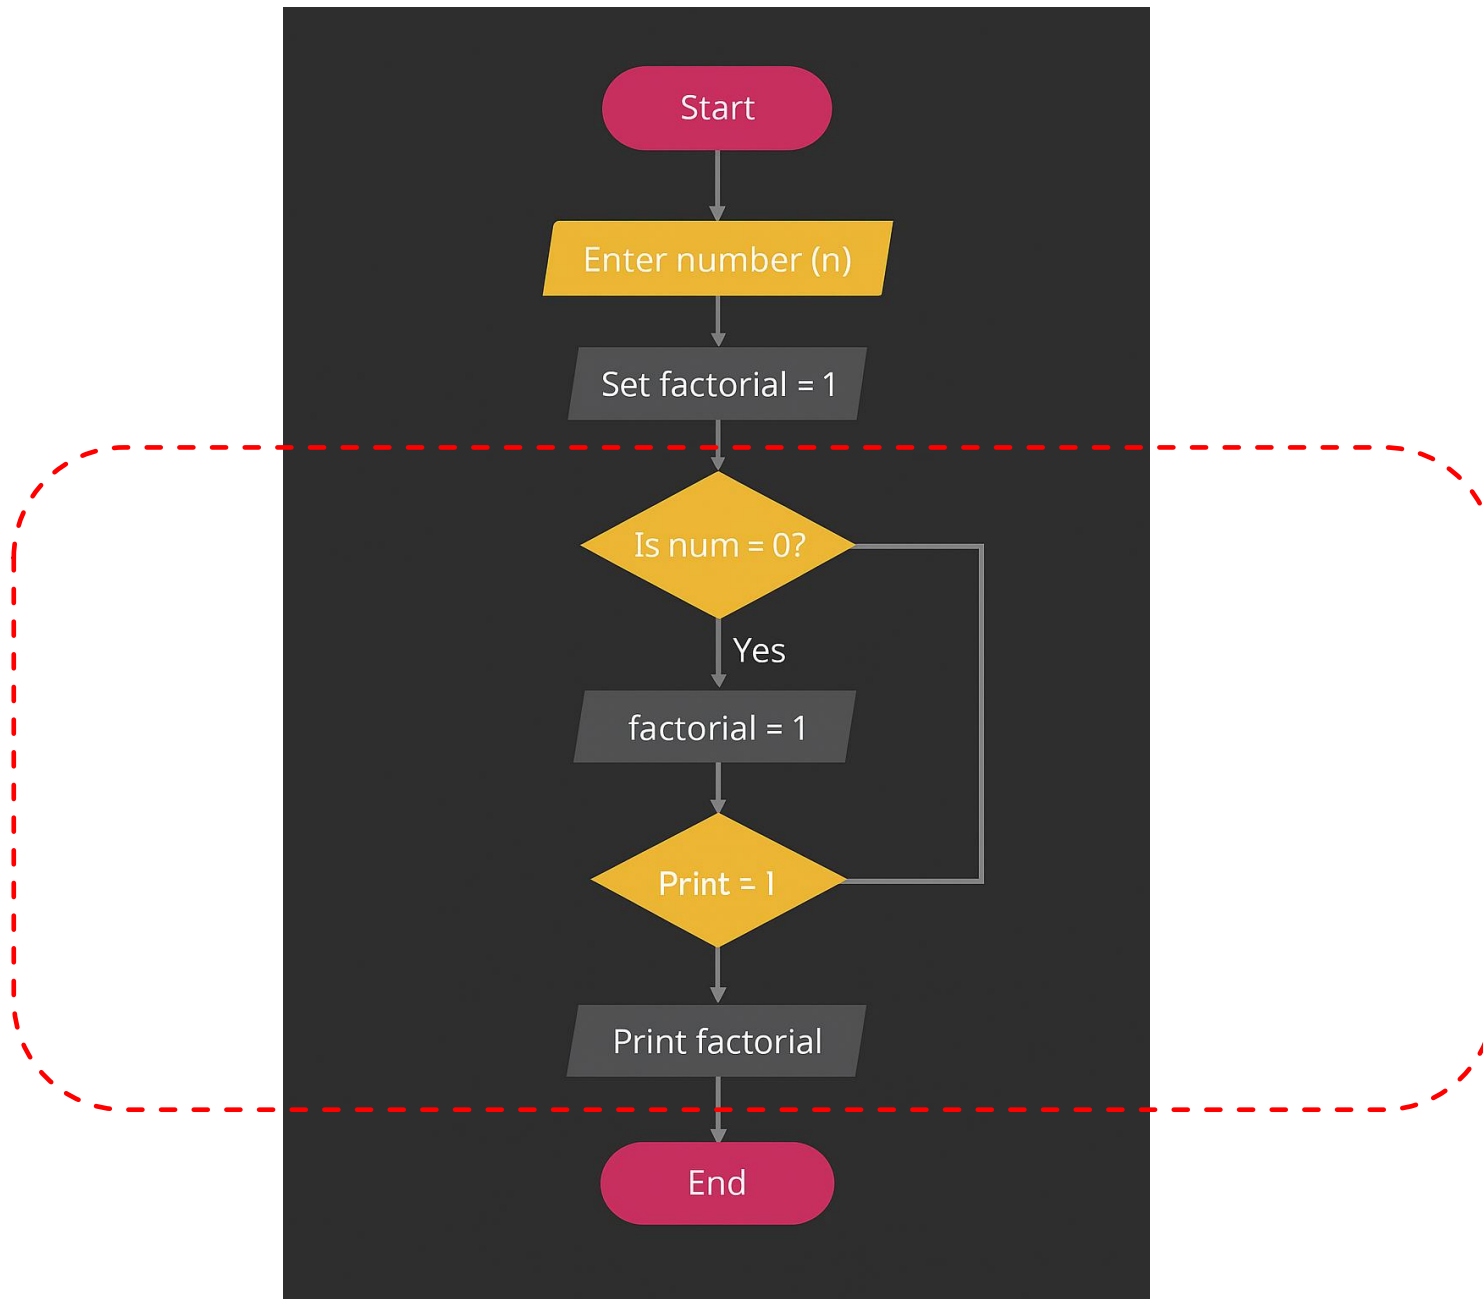 Start
Enter number (n)
Set factorial = 1
Is num = 0?
Yes
factorial = 1
Print = 1
Print factorial
End